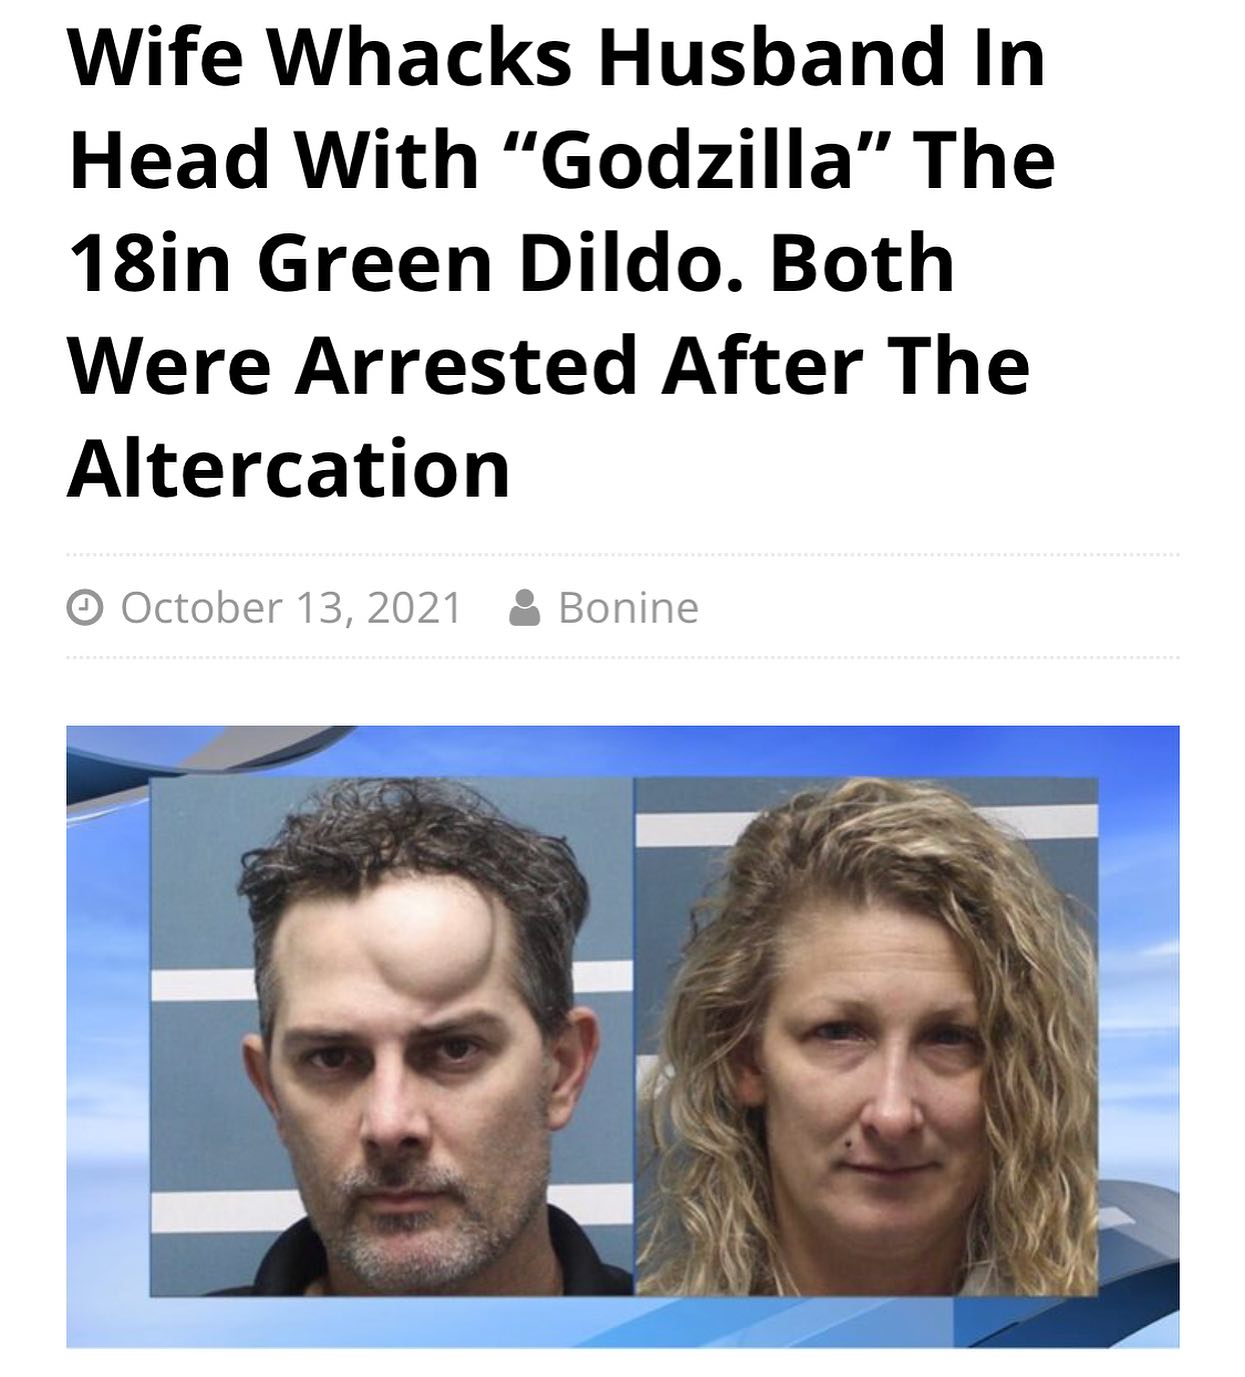 Wife Whacks Husband In
Head With “Godzilla” The
18in Green Dildo. Both
Were Arrested After The
Altercation
October 13, 2021 Bonine